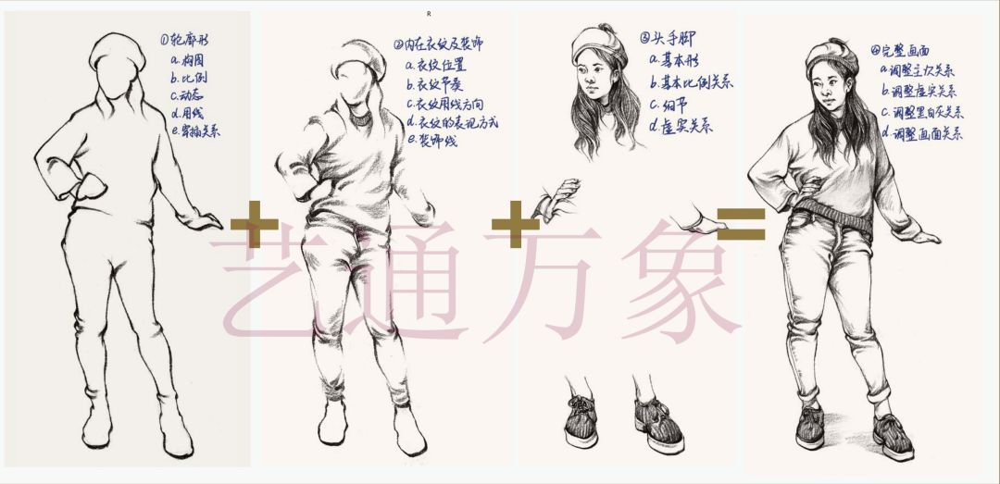 R
①轮廓形
a.构图
b.比例
c.动态
d.用线
e.穿插关系
②内在衣纹及装饰
a.衣纹位置
b.衣纹节奏
c.衣纹用线方向
d.衣纹的表现方式
e.装饰线
③头手脚
a.基本形
b.基本比例关系
c.细节
d.虚实关系
④完整画面
a.调整主次关系
b.调整虚实关系
c.调整黑白灰关系
d.调整画面关系
+
+
=
艺通万象